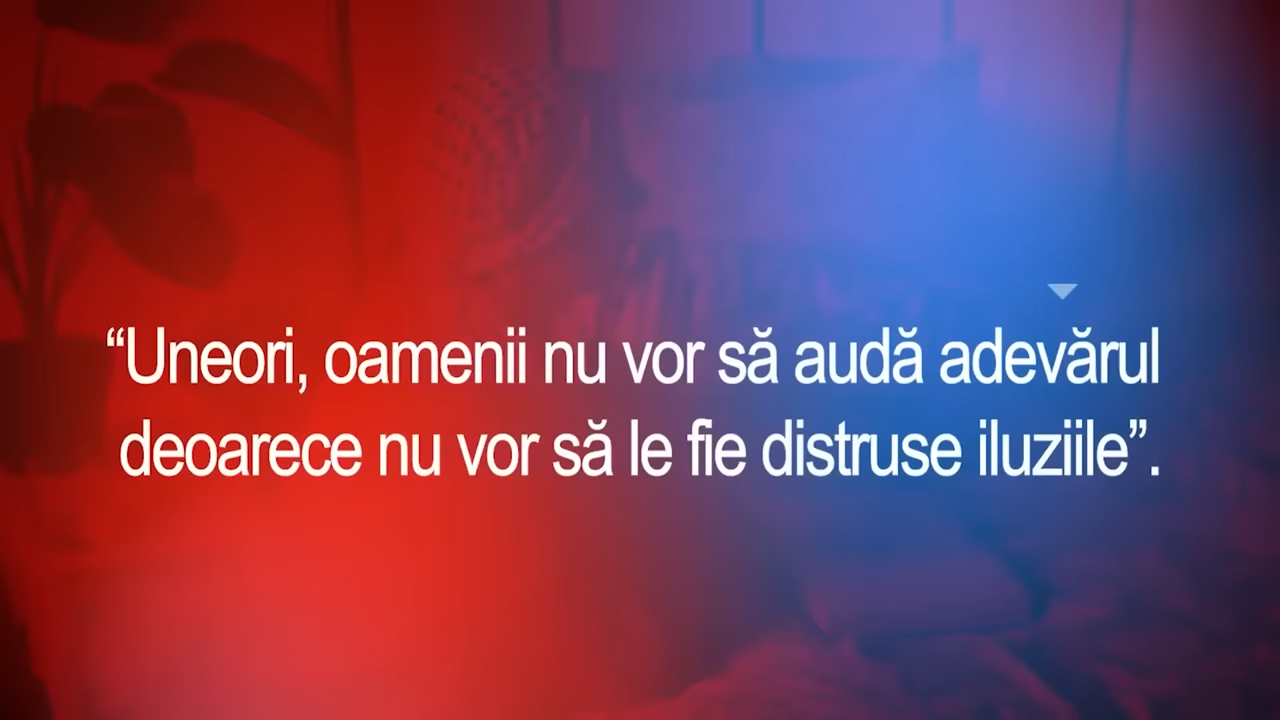 “Uneori, oamenii nu vor să audă adevărul
deoarece nu vor să le fie distruse iluziile”.